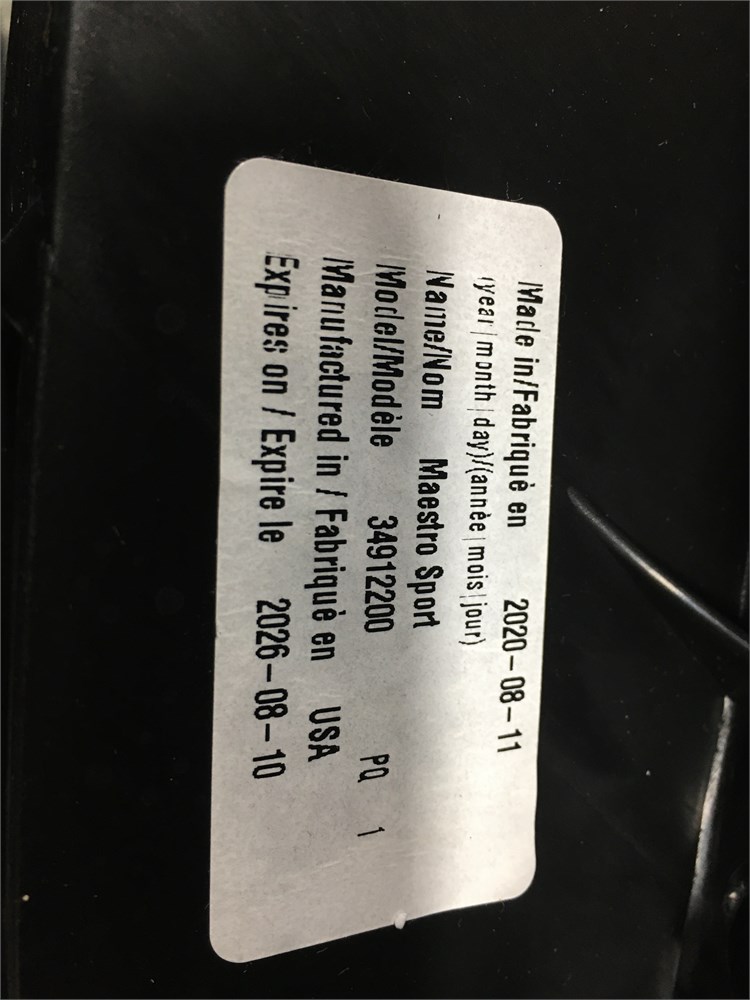 Made in/Fabriquè en 2020-08-11
(year|month|day)/(annèe|mois|jour)
Name/Nom Maestro Sport
Model/Modèle 34912200 PQ 1
Manufactured in / Fabriquè en USA
Expires on / Expire le 2026-08-10